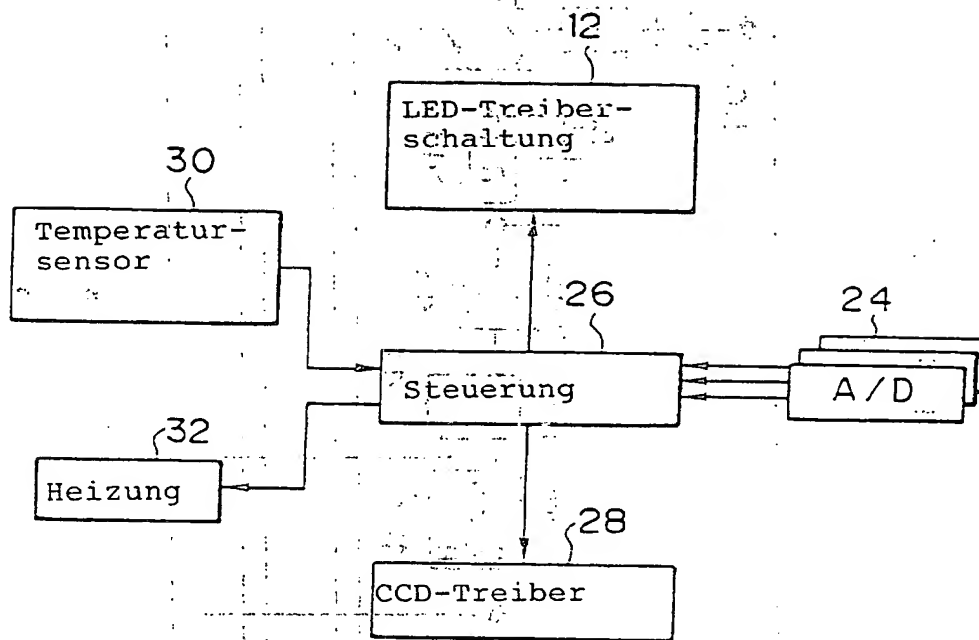 12
LED-Treiber-
schaltung
30
Temperatur-
sensor
26
24
Steuerung
A/D
32
Heizung
28
CCD-Treiber